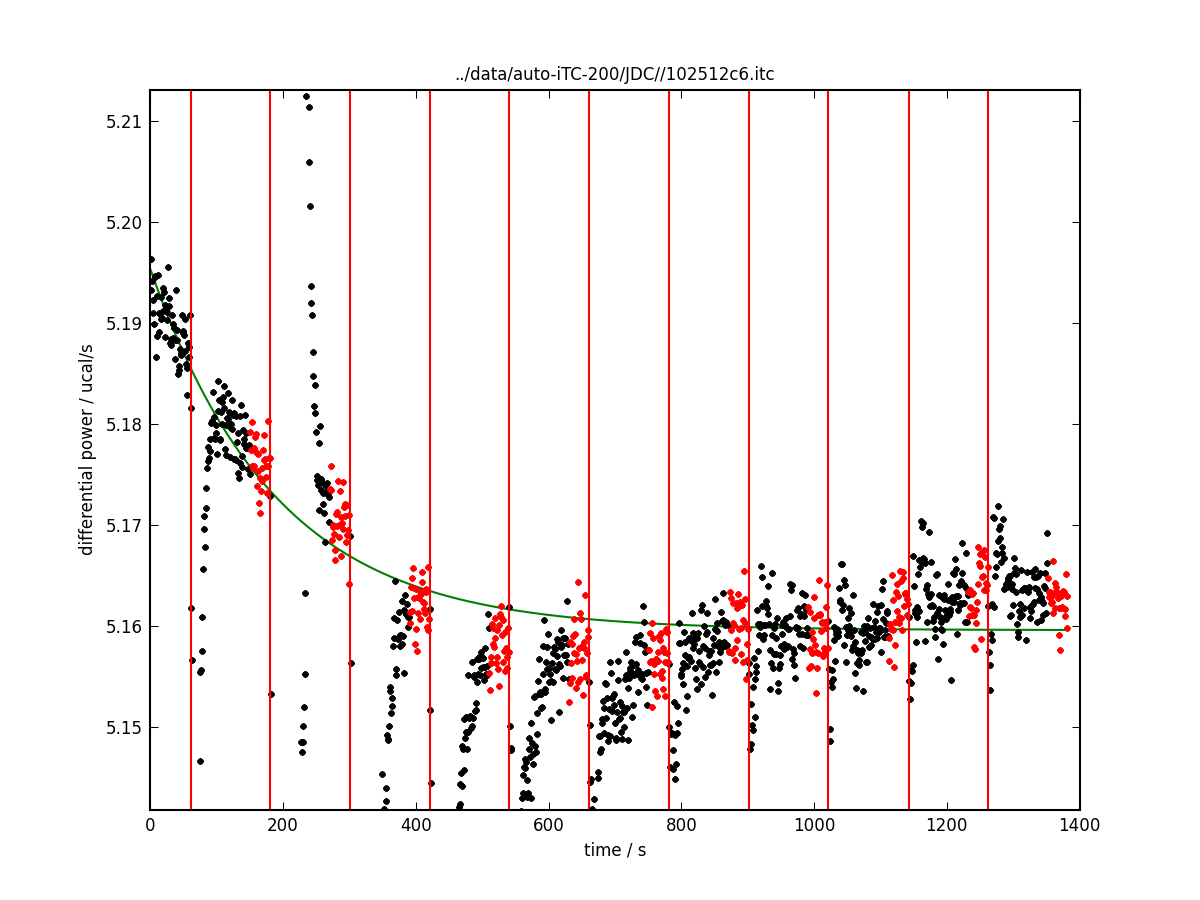 ../data/auto-iTC-200/JDC//102512c6.itc
5.21
5.20
5.19
5.18
5.17
5.16
5.15
differential power / ucal/s
0 200 400 600 800 1000 1200 1400
time / s